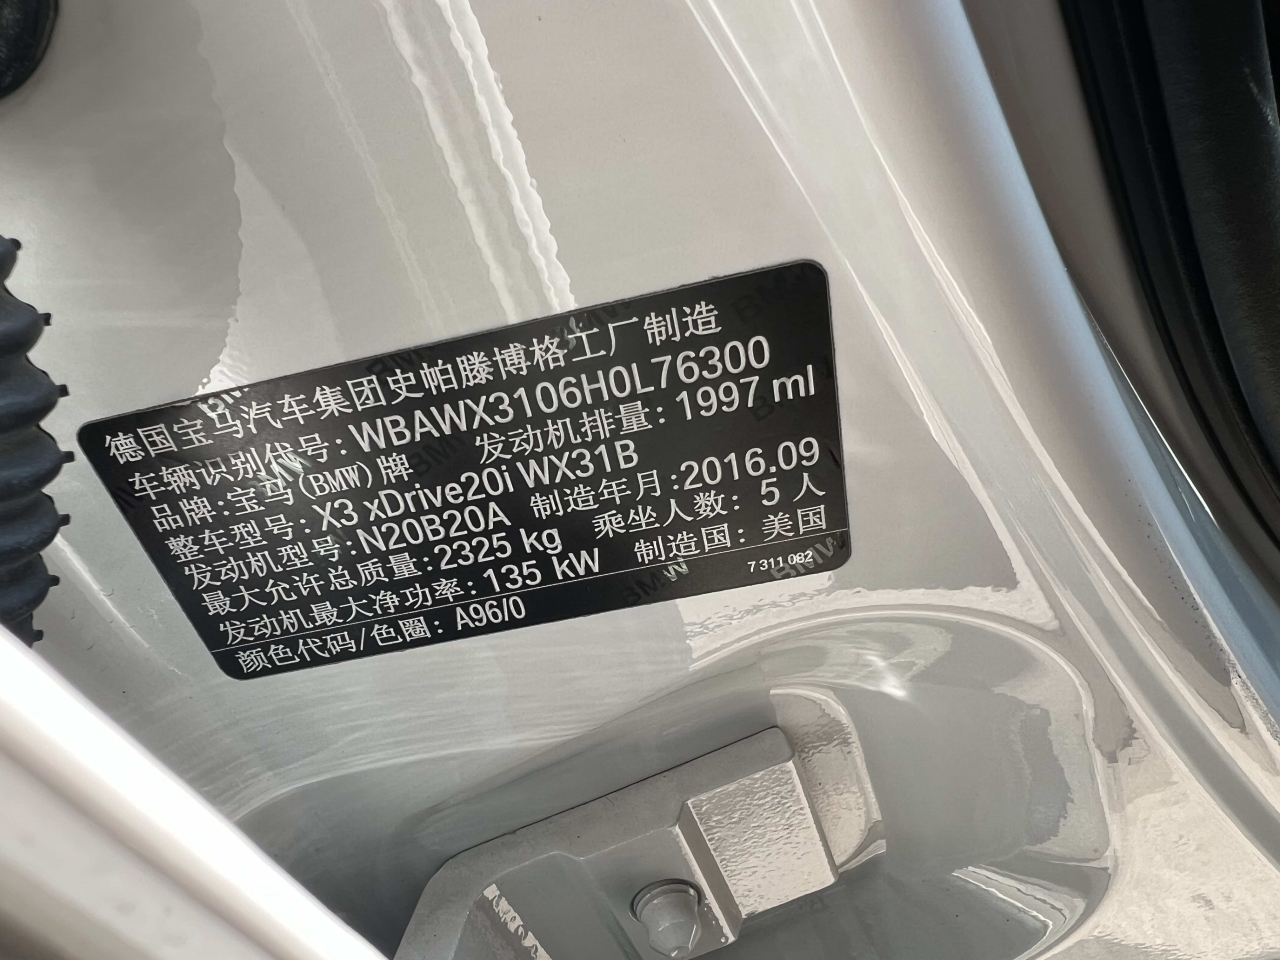 德国宝马汽车集团史帕滕博格工厂制造
车辆识别代号: WBAWX3106H0L76300
品牌:宝马(BMW)牌 发动机排量: 1997 ml
整车型号: X3 xDrive20i WX31B
发动机型号:N20B20A 制造年月:2016.09
最大允许总质量:2325 kg 乘坐人数: 5 人
发动机最大净功率: 135 kW 制造国: 美国
颜色代码/色圈: A96/0 7 311 082